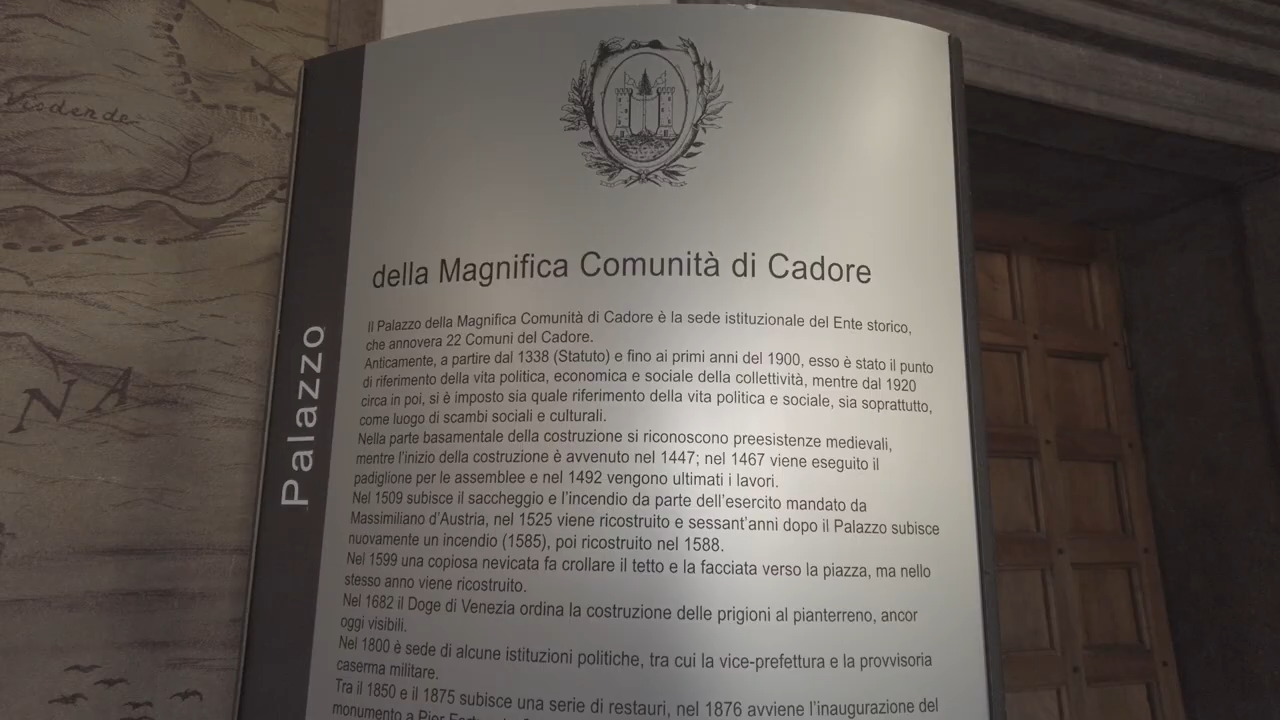 Visdende
NA
Palazzo
della Magnifica Comunità di Cadore
Il Palazzo della Magnifica Comunità di Cadore è la sede istituzionale del Ente storico,
che annovera 22 Comuni del Cadore.
Anticamente, a partire dal 1338 (Statuto) e fino ai primi anni del 1900, esso è stato il punto
di riferimento della vita politica, economica e sociale della collettività, mentre dal 1920
circa in poi, si è imposto sia quale riferimento della vita politica e sociale, sia soprattutto,
come luogo di scambi sociali e culturali.
Nella parte basamentale della costruzione si riconoscono preesistenze medievali,
mentre l'inizio della costruzione è avvenuto nel 1447; nel 1467 viene eseguito il
padiglione per le assemblee e nel 1492 vengono ultimati i lavori.
Nel 1509 subisce il saccheggio e l'incendio da parte dell'esercito mandato da
Massimiliano d'Austria, nel 1525 viene ricostruito e sessant'anni dopo il Palazzo subisce
nuovamente un incendio (1585), poi ricostruito nel 1588.
Nel 1599 una copiosa nevicata fa crollare il tetto e la facciata verso la piazza, ma nello
stesso anno viene ricostruito.
Nel 1682 il Doge di Venezia ordina la costruzione delle prigioni al pianterreno, ancor
oggi visibili.
Nel 1800 è sede di alcune istituzioni politiche, tra cui la vice-prefettura e la provvisoria
caserma militare.
Tra il 1850 e il 1875 subisce una serie di restauri, nel 1876 avviene l'inaugurazione del
monumento a Pier